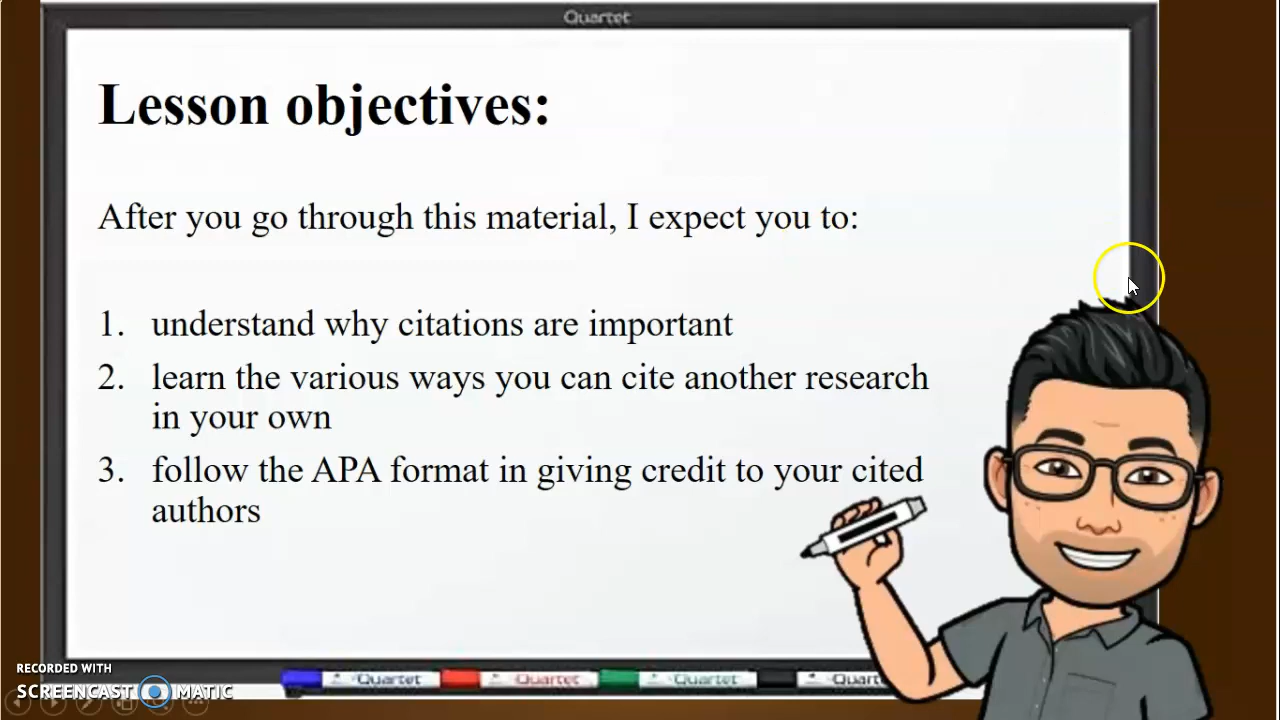 Quartet
Lesson objectives:
After you go through this material, I expect you to:
1. understand why citations are important
2. learn the various ways you can cite another research
in your own
3. follow the APA format in giving credit to your cited
authors
RECORDED WITH
SCREENCAST MATIC
Quartet Quartet Quartet Quart